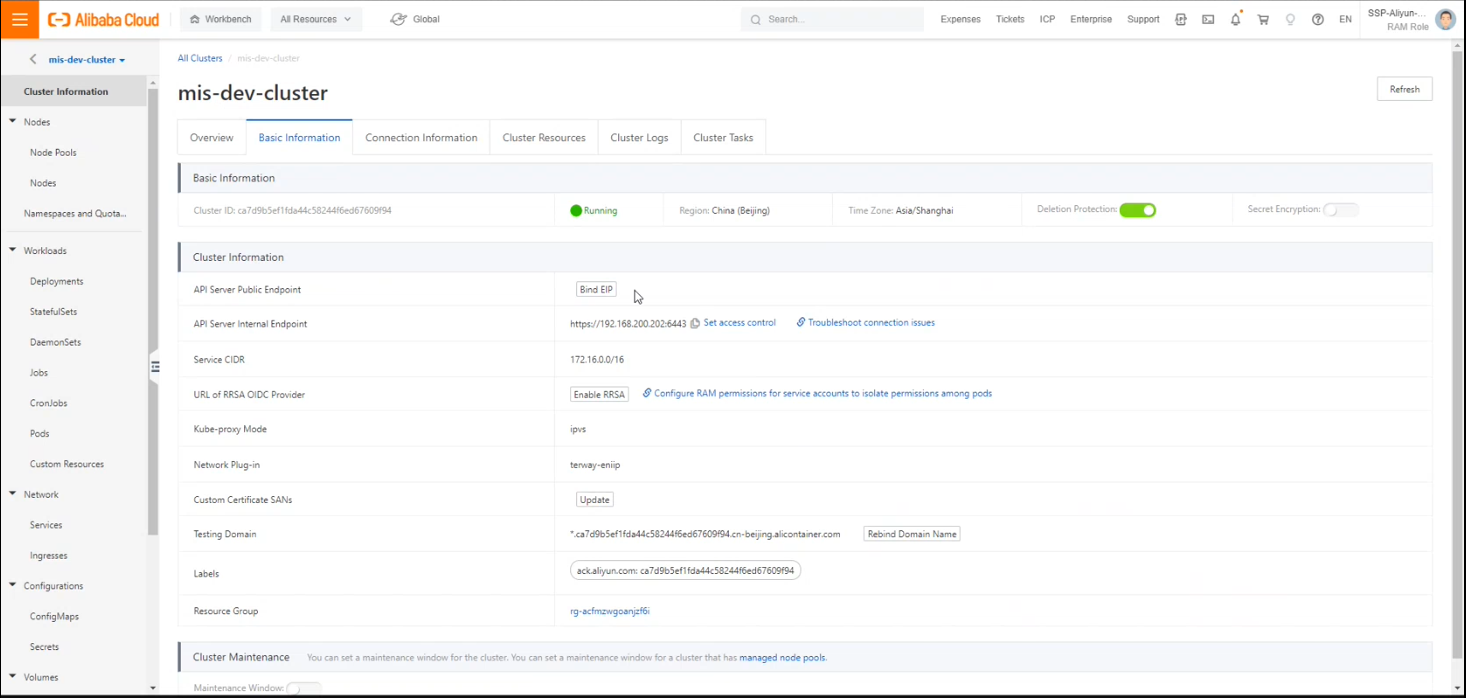 Alibaba Cloud Workbench All Resources Global Search... Expenses Tickets ICP Enterprise Support EN SSP-Aliyun-...
RAM Role
mis-dev-cluster
All Clusters / mis-dev-cluster
mis-dev-cluster
Refresh
Cluster Information
Nodes
Node Pools
Nodes
Namespaces and Quota...
Workloads
Deployments
StatefulSets
DaemonSets
Jobs
CronJobs
Pods
Custom Resources
Network
Services
Ingresses
Configurations
ConfigMaps
Secrets
Volumes
Overview Basic Information Connection Information Cluster Resources Cluster Logs Cluster Tasks
Basic Information
Cluster ID: ca7d9b5ef1fda44c58244f6ed67609f94 Running Region: China (Beijing) Time Zone: Asia/Shanghai Deletion Protection: Secret Encryption:
Cluster Information
API Server Public Endpoint Bind EIP
API Server Internal Endpoint https://192.168.200.202:6443 Set access control Troubleshoot connection issues
Service CIDR 172.16.0.0/16
URL of RRSA OIDC Provider Enable RRSA Configure RAM permissions for service accounts to isolate permissions among pods
Kube-proxy Mode ipvs
Network Plug-in terway-eniip
Custom Certificate SANs Update
Testing Domain *.ca7d9b5ef1fda44c58244f6ed67609f94.cn-beijing.alicontainer.com Rebind Domain Name
Labels ack.aliyun.com: ca7d9b5ef1fda44c58244f6ed67609f94
Resource Group rg-acfmzwgoanjzf6i
Cluster Maintenance You can set a maintenance window for the cluster. You can set a maintenance window for a cluster that has managed node pools.
Maintenance Window: